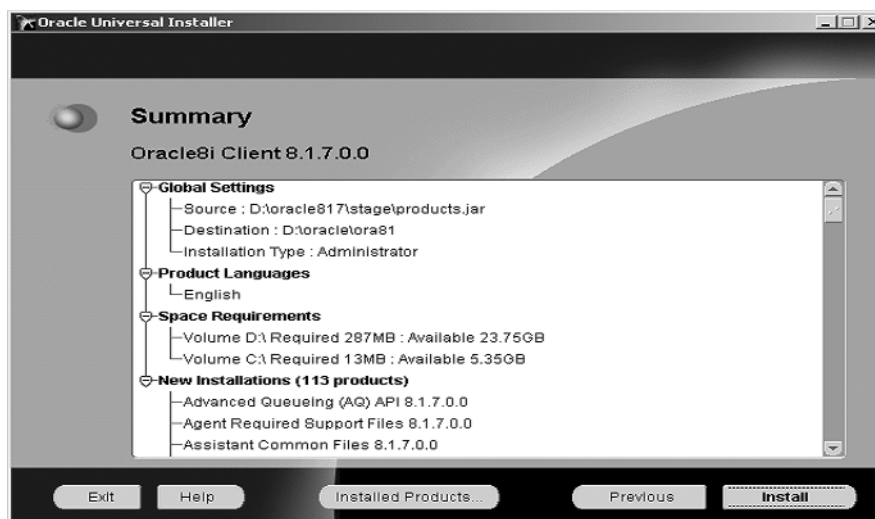 Oracle Universal Installer
Summary
Oracle8i Client 8.1.7.0.0
Global Settings
Source : D:\oracle817\stage\products.jar
Destination : D:\oracle\ora81
Installation Type : Administrator
Product Languages
English
Space Requirements
Volume D:\ Required 287MB : Available 23.75GB
Volume C:\ Required 13MB : Available 5.35GB
New Installations (113 products)
Advanced Queueing (AQ) API 8.1.7.0.0
Agent Required Support Files 8.1.7.0.0
Assistant Common Files 8.1.7.0.0
Exit Help Installed Products... Previous Install